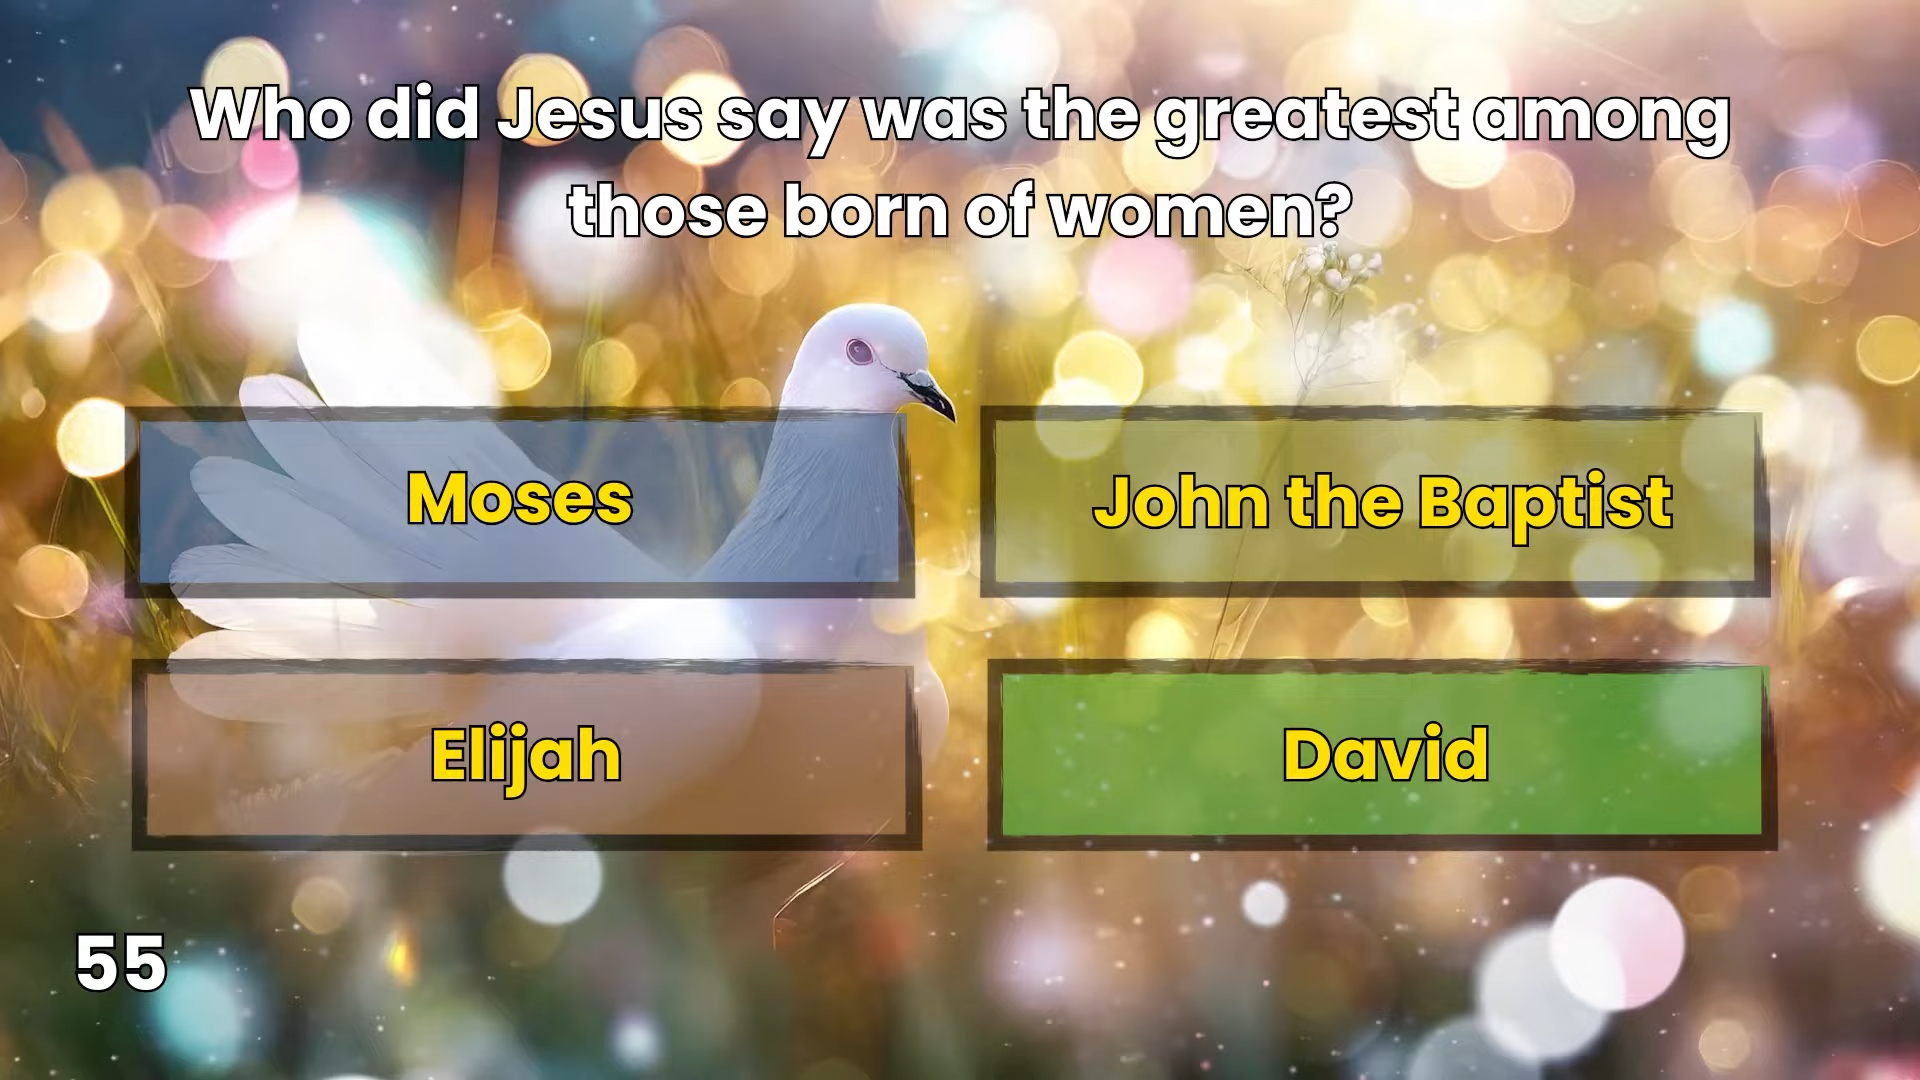 Who did Jesus say was the greatest among
those born of women?
Moses
John the Baptist
Elijah
David
55